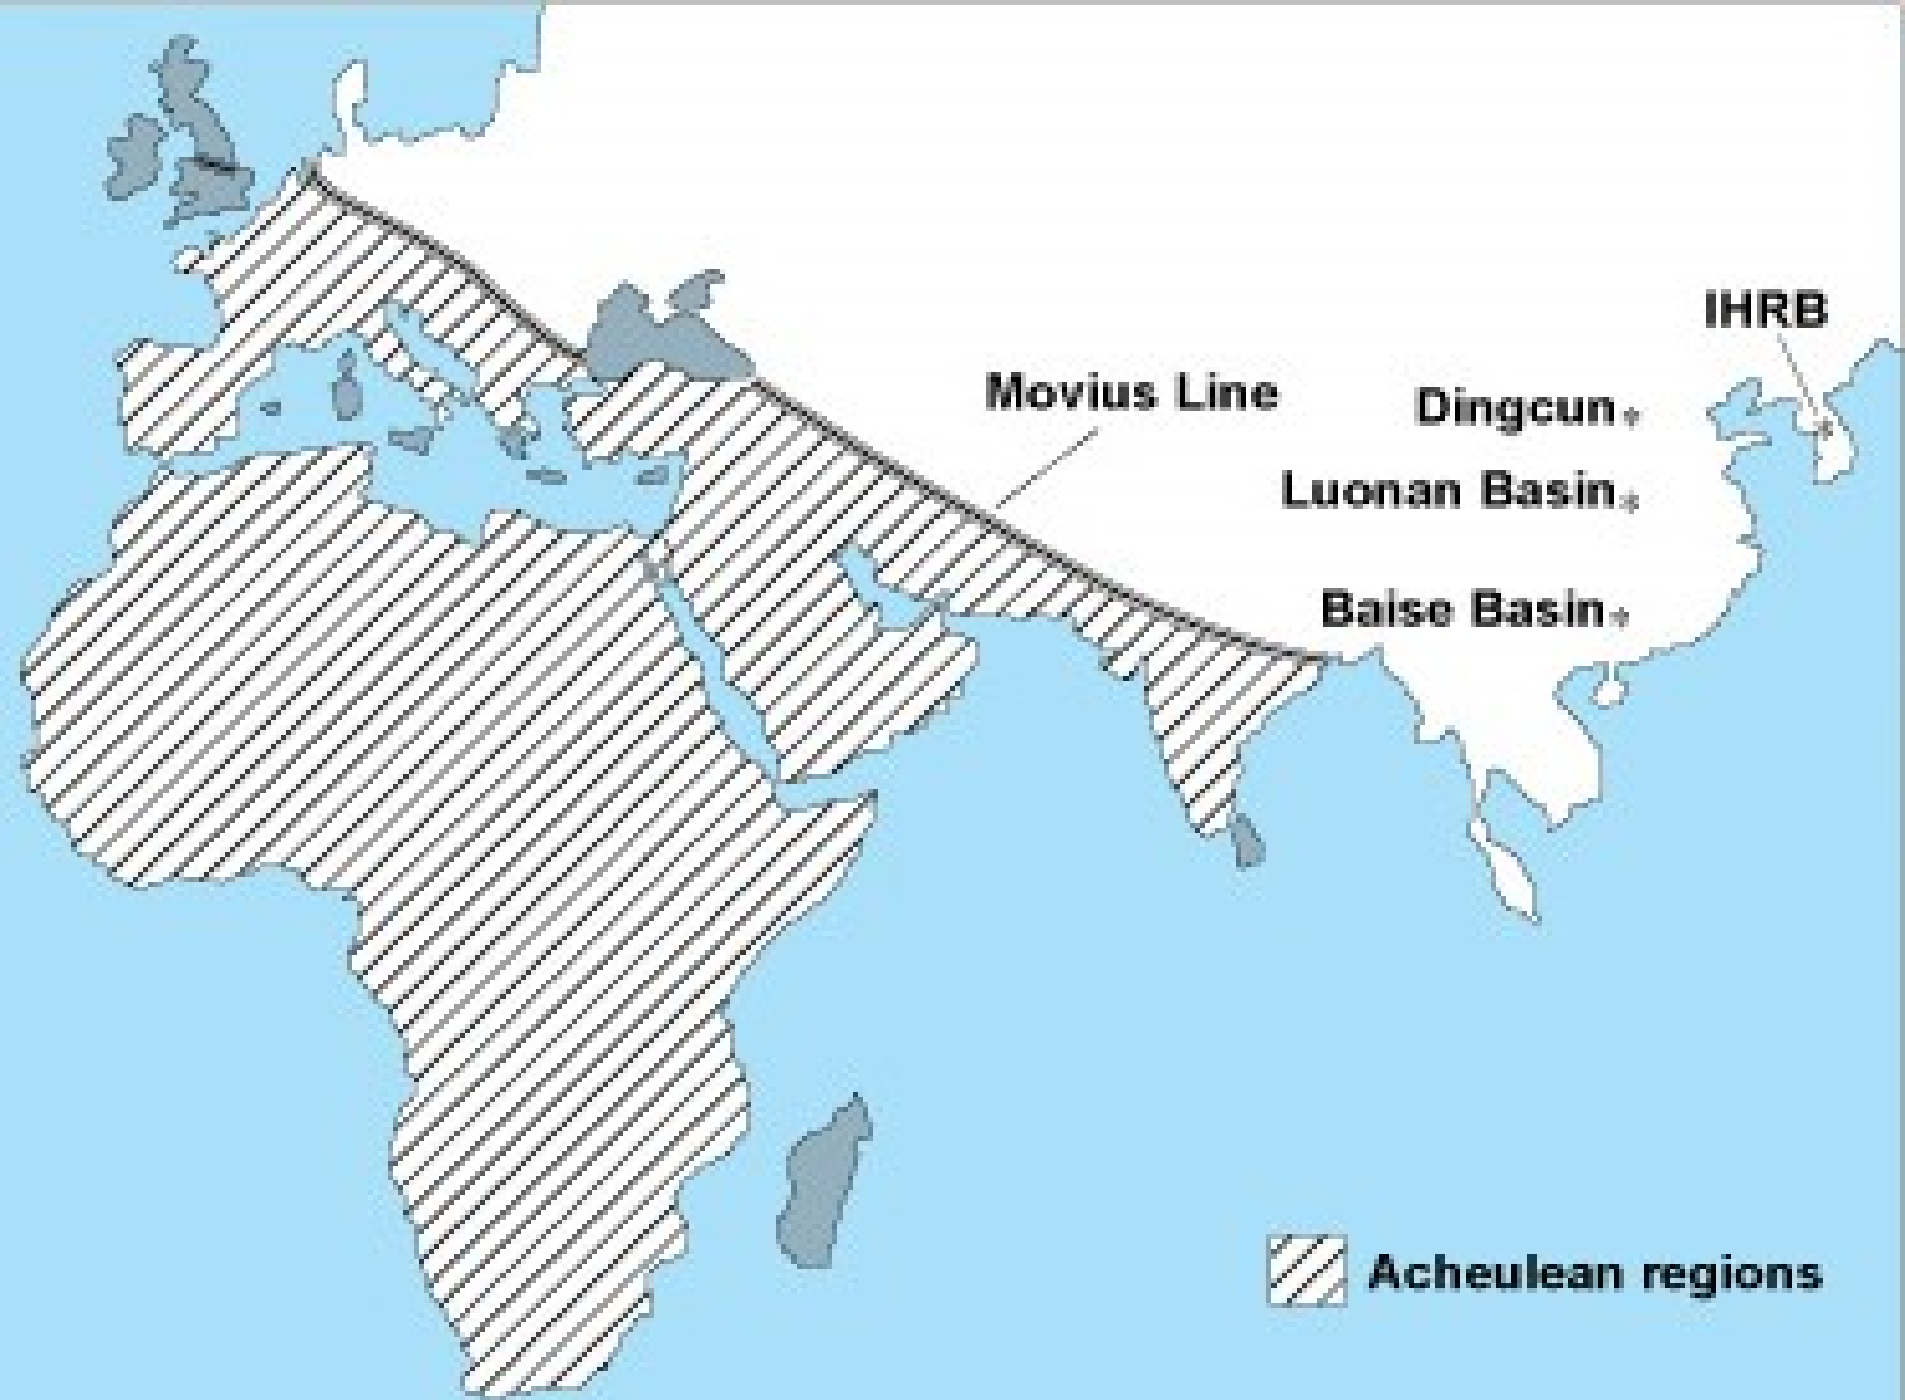 IHRB
Movius Line
Dingcun
Luonan Basin
Baise Basin
Acheulean regions